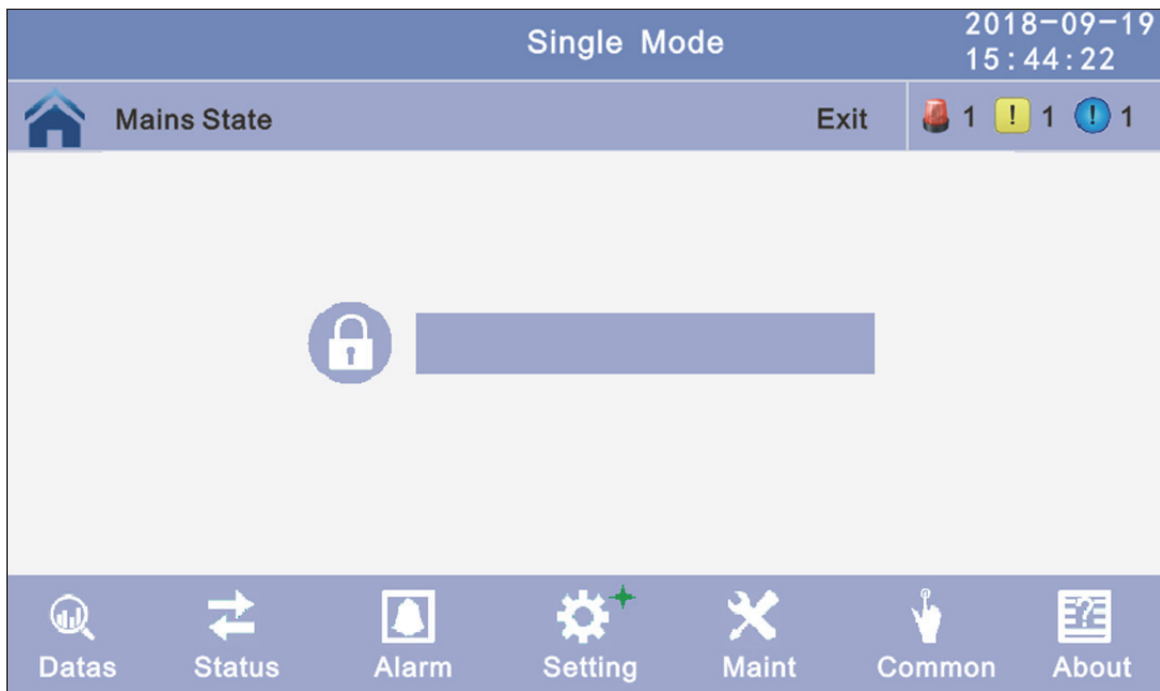 Single Mode
2018-09-19
15:44:22
Mains State Exit 1 ! 1 ! 1
Datas Status Alarm Setting Maint Common About